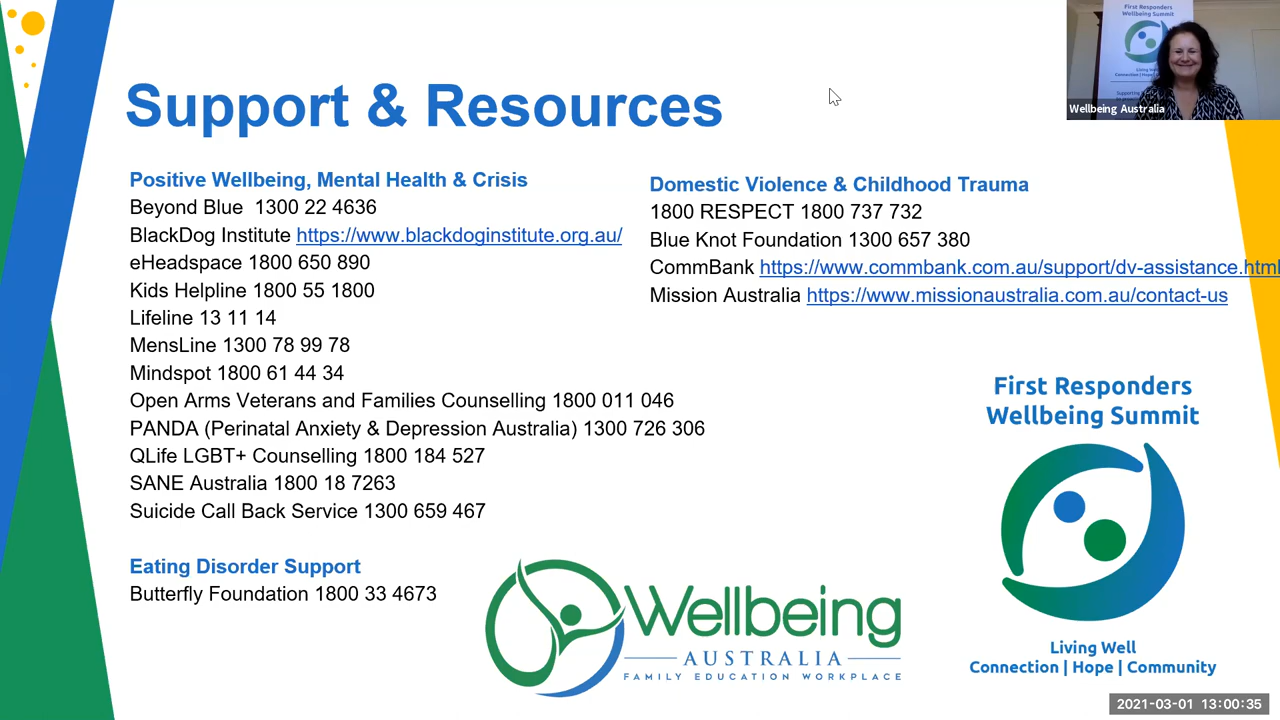 Support & Resources
Positive Wellbeing, Mental Health & Crisis
Beyond Blue  1300 22 4636
BlackDog Institute https://www.blackdoginstitute.org.au/
eHeadspace 1800 650 890
Kids Helpline 1800 55 1800
Lifeline 13 11 14
MensLine 1300 78 99 78
Mindspot 1800 61 44 34
Open Arms Veterans and Families Counselling 1800 011 046
PANDA (Perinatal Anxiety & Depression Australia) 1300 726 306
QLife LGBT+ Counselling 1800 184 527
SANE Australia 1800 18 7263
Suicide Call Back Service 1300 659 467
Eating Disorder Support
Butterfly Foundation 1800 33 4673
Domestic Violence & Childhood Trauma
1800 RESPECT 1800 737 732
Blue Knot Foundation 1300 657 380
CommBank https://www.commbank.com.au/support/dv-assistance.html
Mission Australia https://www.missionaustralia.com.au/contact-us
First Responders
Wellbeing Summit
Living Well
Connection | Hope | Community
Wellbeing
AUSTRALIA
FAMILY EDUCATION WORKPLACE
First Responders
Wellbeing Summit
Wellbeing Australia
2021-03-01 13:00:35